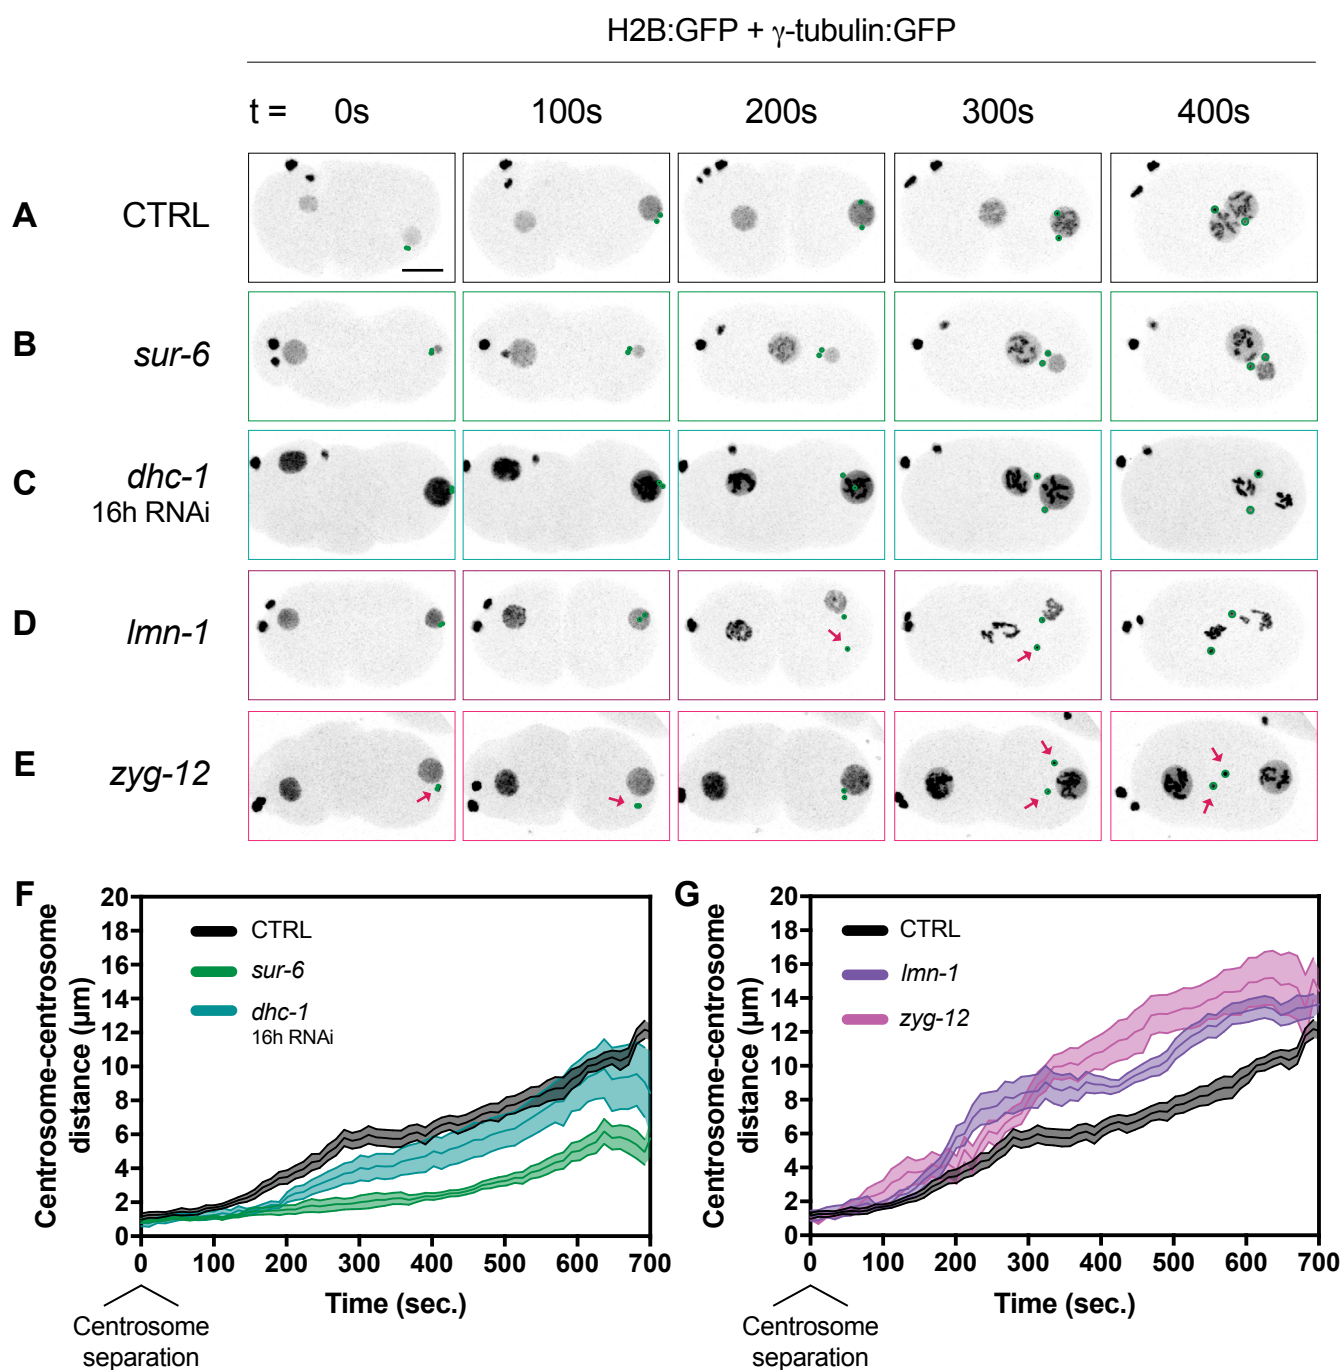 H2B:GFP + γ-tubulin:GFP
t = 0s 100s 200s 300s 400s
A CTRL
B sur-6
C dhc-1
16h RNAi
D lmn-1
E zyg-12
F
20
18
16
14
12
10
8
6
4
2
0
Centrosome-centrosome
distance (μm)
CTRL
sur-6
dhc-1
16h RNAi
0 100 200 300 400 500 600 700
Time (sec.)
Centrosome
separation
G
20
18
16
14
12
10
8
6
4
2
0
Centrosome-centrosome
distance (μm)
CTRL
lmn-1
zyg-12
0 100 200 300 400 500 600 700
Time (sec.)
Centrosome
separation